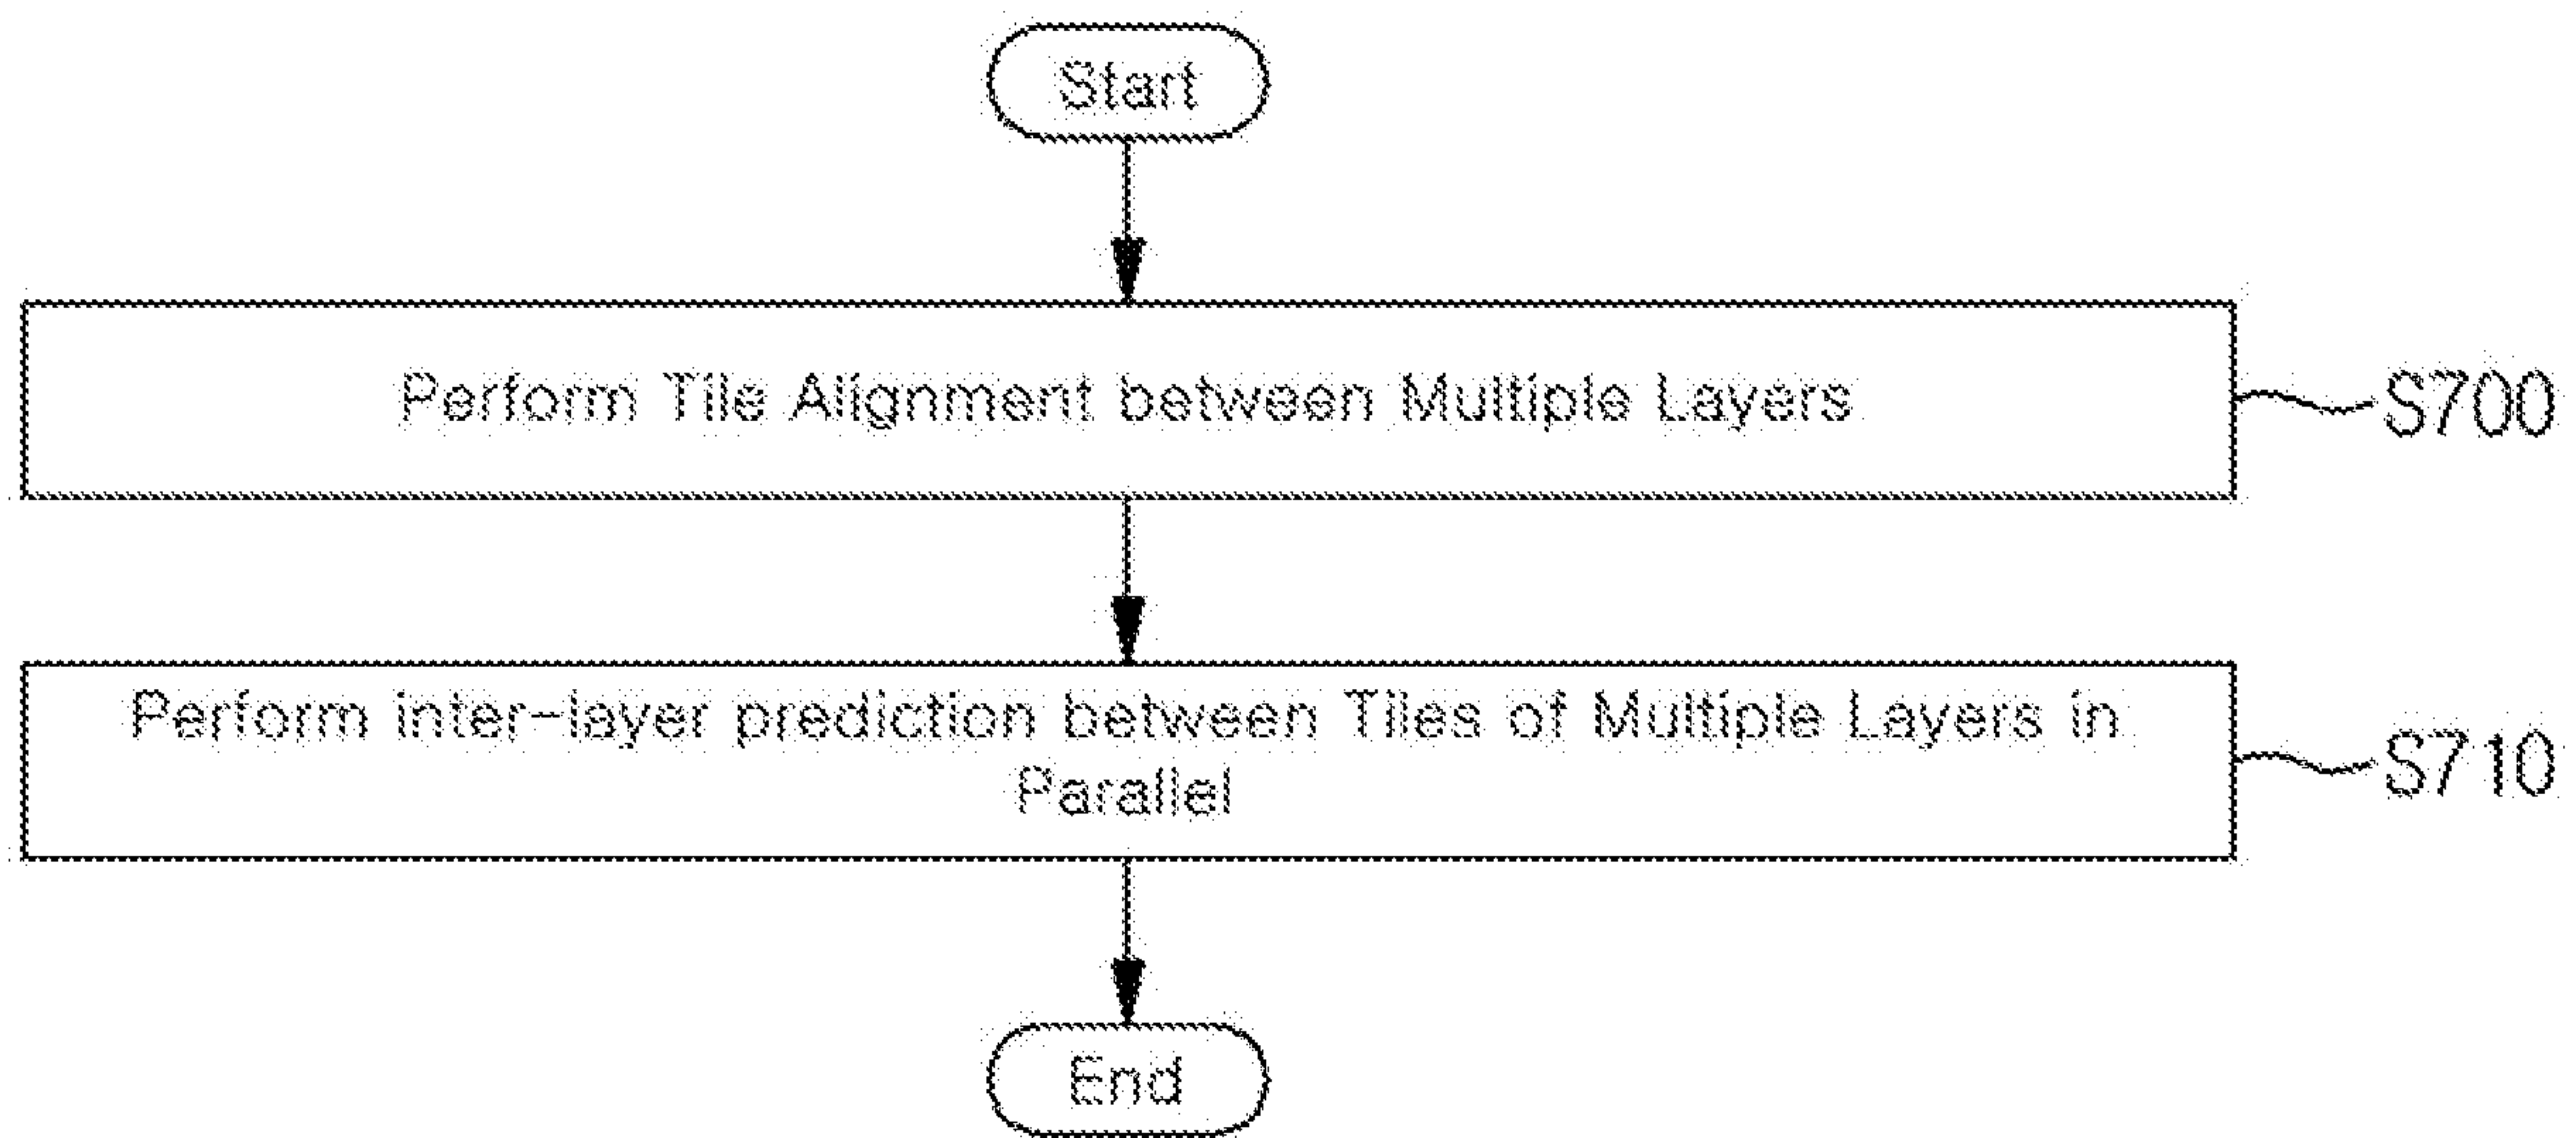 Start
Perform Tile Alignment between Multiple Layers
S700
Perform inter-layer prediction between Tiles of Multiple Layers in
Parallel
S710
End